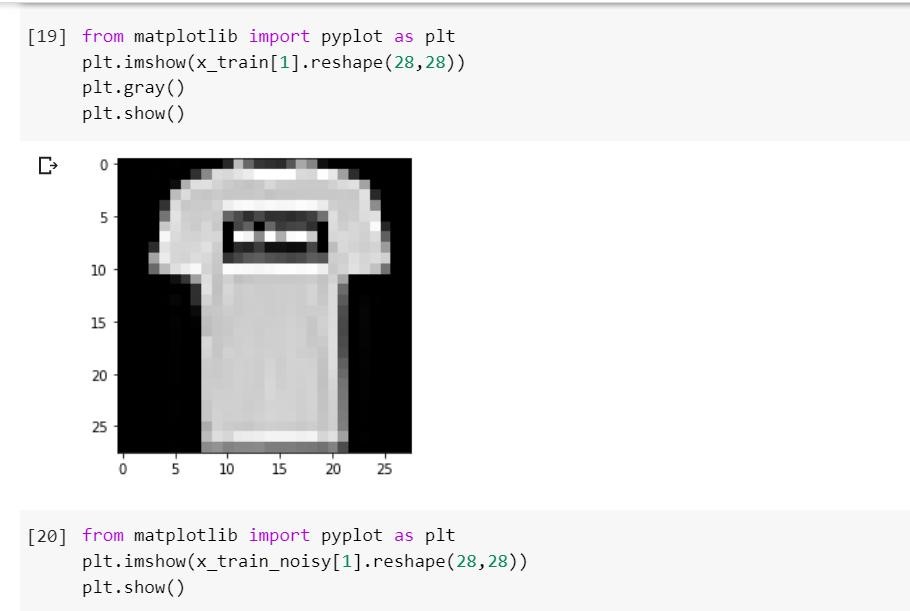 [19] from matplotlib import pyplot as plt
plt.imshow(x_train[1].reshape(28,28))
plt.gray()
plt.show()
0
5
10
15
20
25
0 5 10 15 20 25
[20] from matplotlib import pyplot as plt
plt.imshow(x_train_noisy[1].reshape(28,28))
plt.show()